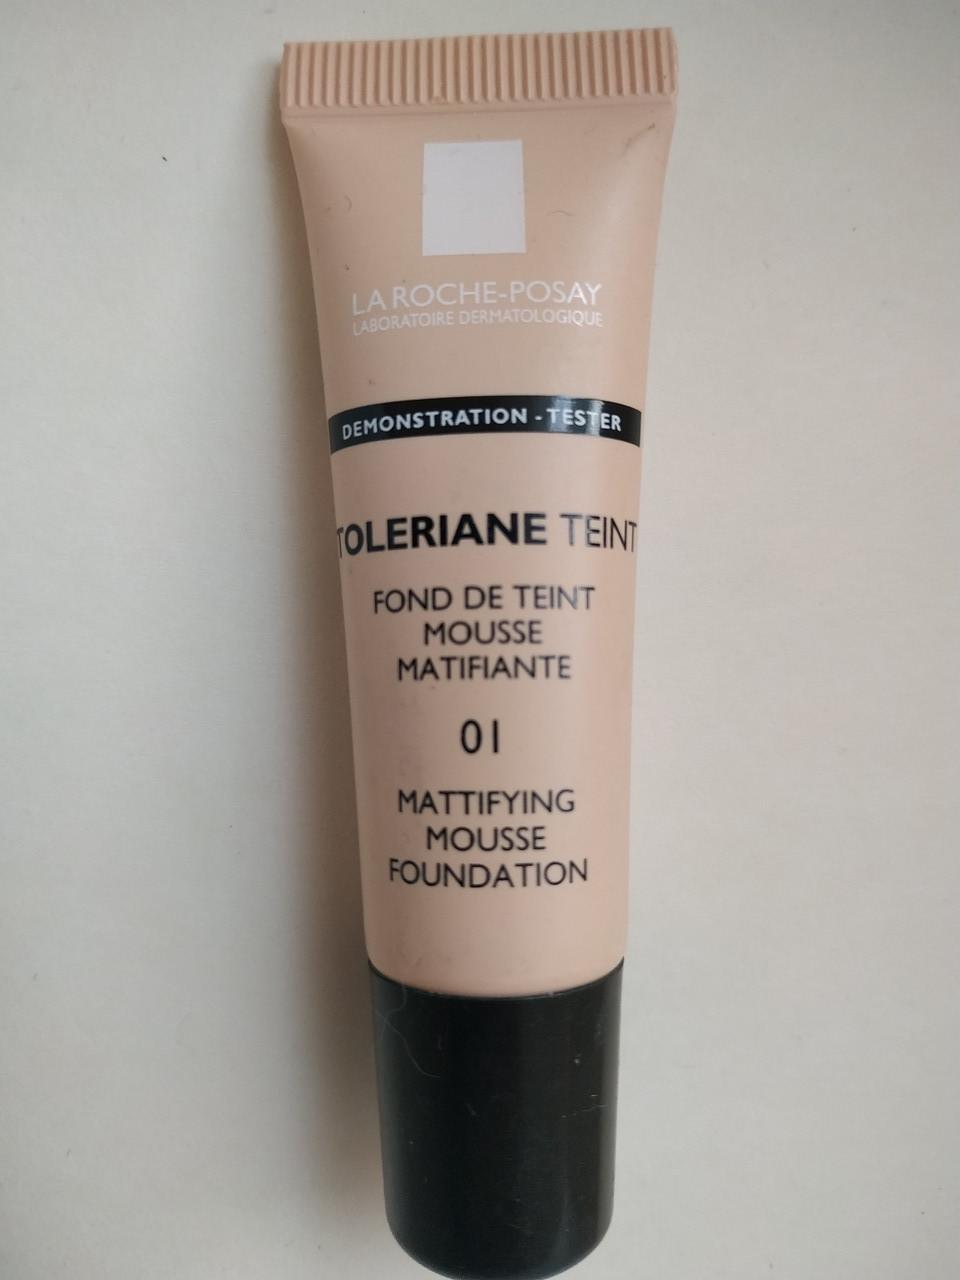 LA ROCHE-POSAY
LABORATOIRE DERMATOLOGIQUE
DEMONSTRATION - TESTER
TOLERIANE TEINT
FOND DE TEINT
MOUSSE
MATIFIANTE
01
MATTIFYING
MOUSSE
FOUNDATION